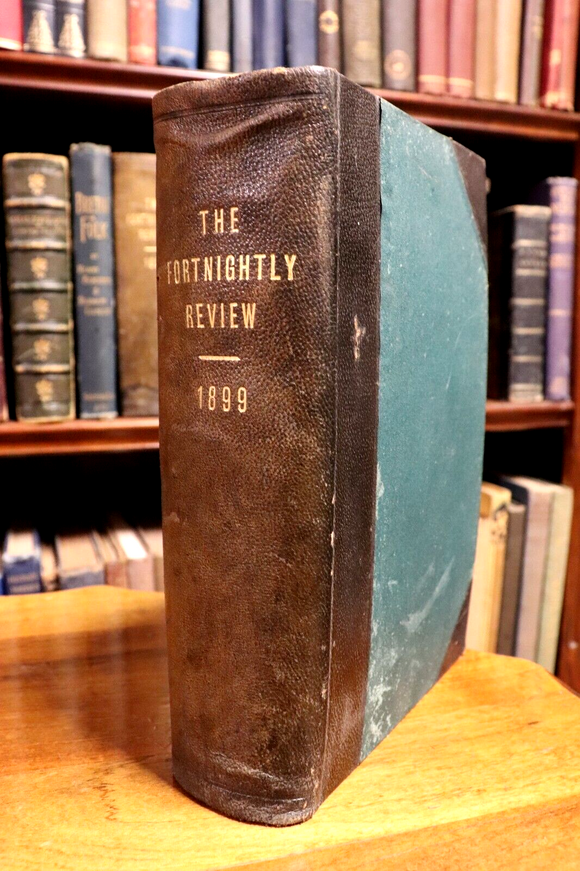 THE
FORTNIGHTLY
REVIEW
1899